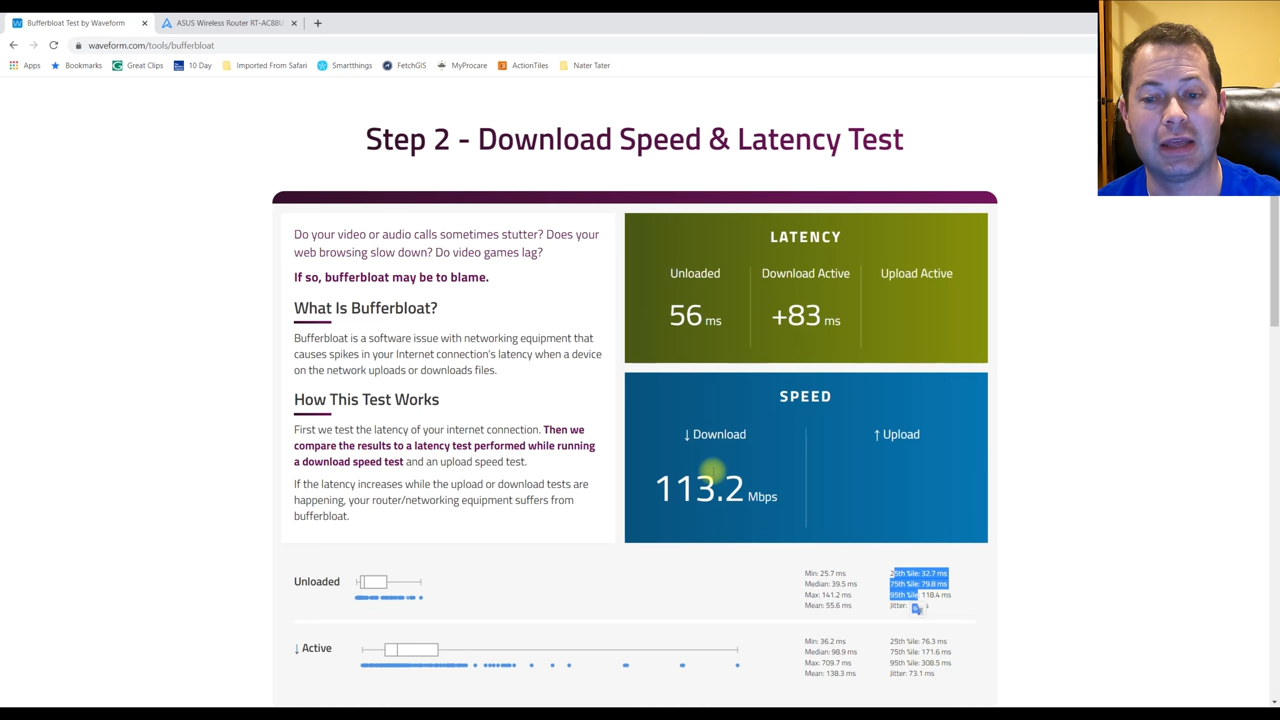 Bufferbloat Test by Waveform
ASUS Wireless Router RT-AC88U
waveform.com/tools/bufferbloat
Apps
Bookmarks
Great Clips
10 Day
Imported From Safari
Smartthings
FetchGIS
MyProcare
ActionTiles
Nater Tater
Step 2 - Download Speed & Latency Test
Do your video or audio calls sometimes stutter? Does your
web browsing slow down? Do video games lag?
If so, bufferbloat may be to blame.
What Is Bufferbloat?
Bufferbloat is a software issue with networking equipment that
causes spikes in your Internet connection's latency when a device
on the network uploads or downloads files.
How This Test Works
First we test the latency of your internet connection. Then we
compare the results to a latency test performed while running
a download speed test and an upload speed test.
If the latency increases while the upload or download tests are
happening, your router/networking equipment suffers from
bufferbloat.
LATENCY
Unloaded
Download Active
Upload Active
56 ms
+83 ms
SPEED
↓ Download
↑ Upload
113.2 Mbps
Unloaded
Min: 25.7 ms
Median: 39.5 ms
Max: 141.2 ms
Mean: 55.6 ms
25th %ile: 32.7 ms
75th %ile: 79.8 ms
95th %ile: 118.4 ms
Jitter:
↓ Active
Min: 36.2 ms
Median: 98.9 ms
Max: 709.7 ms
Mean: 138.3 ms
25th %ile: 76.3 ms
75th %ile: 171.6 ms
95th %ile: 308.5 ms
Jitter: 73.1 ms